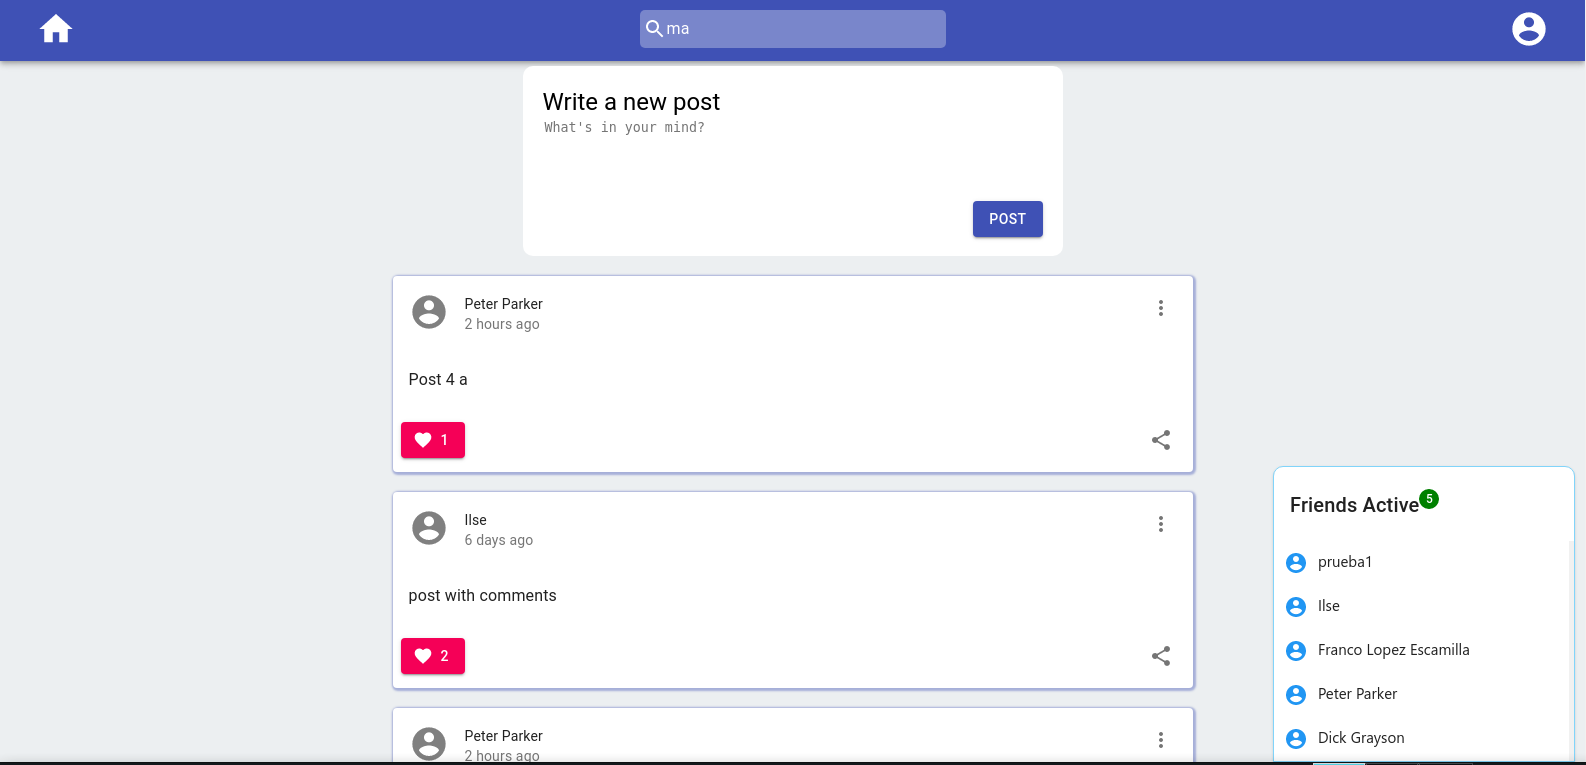 ma
Write a new post
What's in your mind?
POST
Peter Parker
2 hours ago
Post 4 a
1
Ilse
6 days ago
post with comments
2
Peter Parker
2 hours ago
Friends Active 5
prueba1
Ilse
Franco Lopez Escamilla
Peter Parker
Dick Grayson